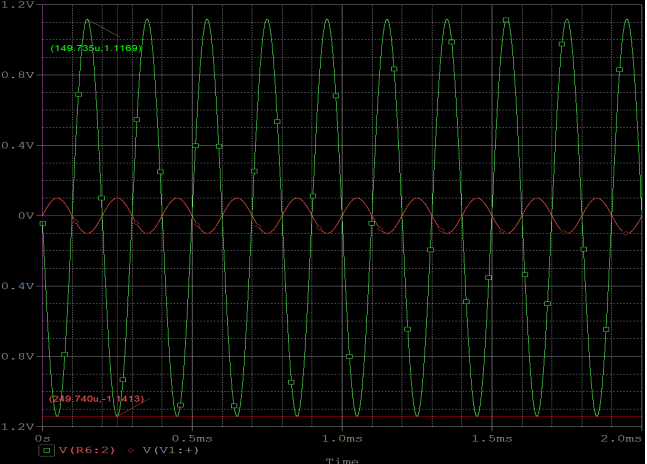 1.2V
(149.735u,1.1169)
0.8V
0.4V
0V
0.4V
0.8V
(249.740u,-1.1413)
1.2V
0s 0.5ms 1.0ms 1.5ms 2.0ms
V(R6:2) V(V1:+)
Time